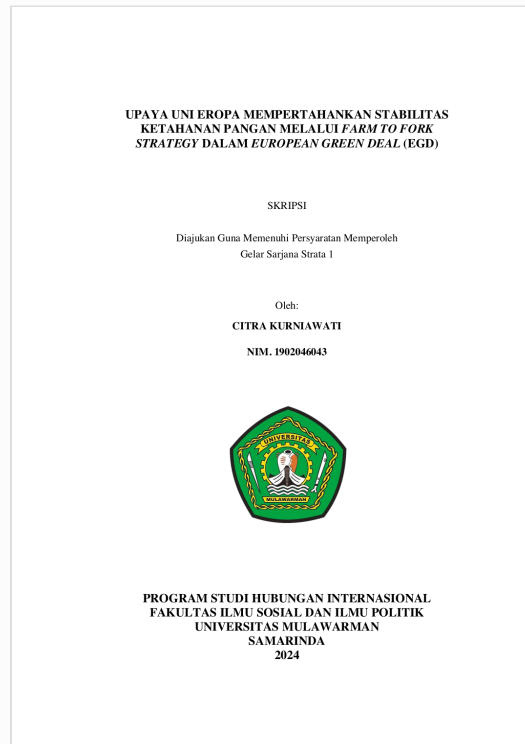 UPAYA UNI EROPA MEMPERTAHANKAN STABILITAS
KETAHANAN PANGAN MELALUI FARM TO FORK
STRATEGY DALAM EUROPEAN GREEN DEAL (EGD)
SKRIPSI
Diajukan Guna Memenuhi Persyaratan Memperoleh
Gelar Sarjana Strata 1
Oleh:
CITRA KURNIAWATI
NIM. 1902046043
UNIVERSITAS
MULAWARMAN
PROGRAM STUDI HUBUNGAN INTERNASIONAL
FAKULTAS ILMU SOSIAL DAN ILMU POLITIK
UNIVERSITAS MULAWARMAN
SAMARINDA
2024